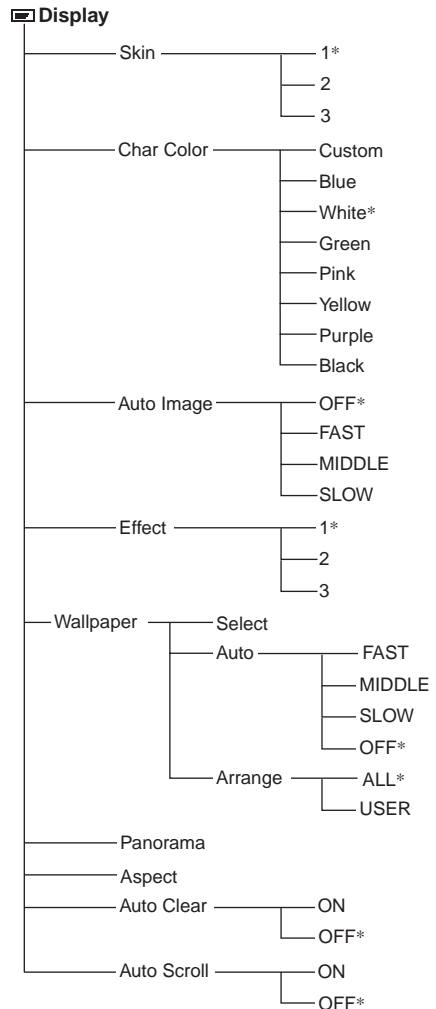 Display
Skin 1*
2
3
Char Color Custom
Blue
White*
Green
Pink
Yellow
Purple
Black
Auto Image OFF*
FAST
MIDDLE
SLOW
Effect 1*
2
3
Wallpaper Select
Auto FAST
MIDDLE
SLOW
OFF*
Arrange ALL*
USER
Panorama
Aspect
Auto Clear ON
OFF*
Auto Scroll ON
OFF*